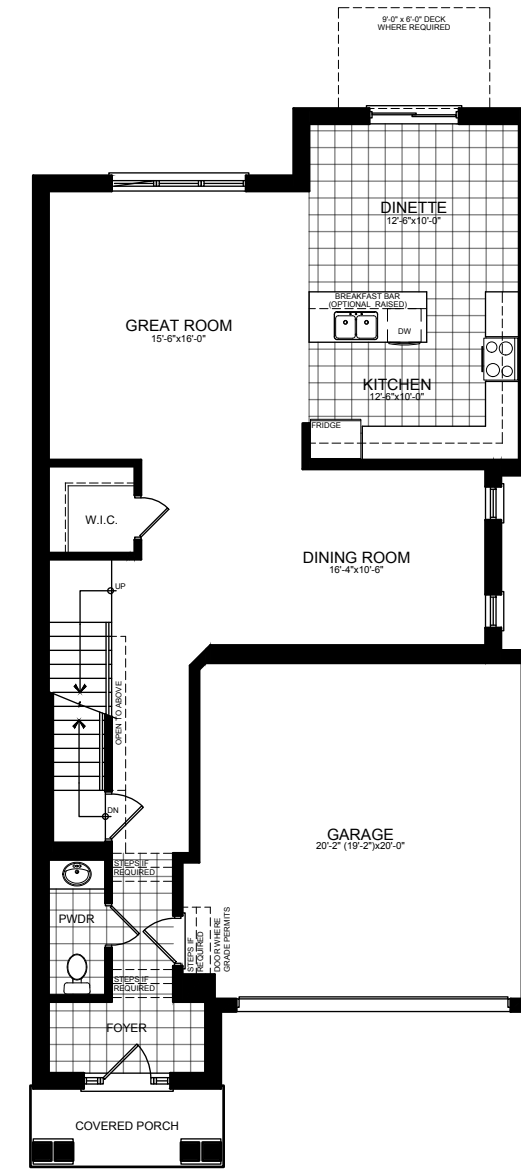 9'-0" x 6'-0" DECK
WHERE REQUIRED
DINETTE
12'-6"x10'-0"
BREAKFAST BAR
(OPTIONAL RAISED)
DW
GREAT ROOM
15'-6"x16'-0"
KITCHEN
12'-6"x10'-0"
FRIDGE
W.I.C.
DINING ROOM
16'-4"x10'-6"
UP
OPEN TO ABOVE
DN
GARAGE
20'-2" (19'-2")x20'-0"
STEPS IF
REQUIRED
PWDR
STEPS IF
REQUIRED
DOOR WHERE
GRADE PERMITS
STEPS IF
REQUIRED
FOYER
COVERED PORCH